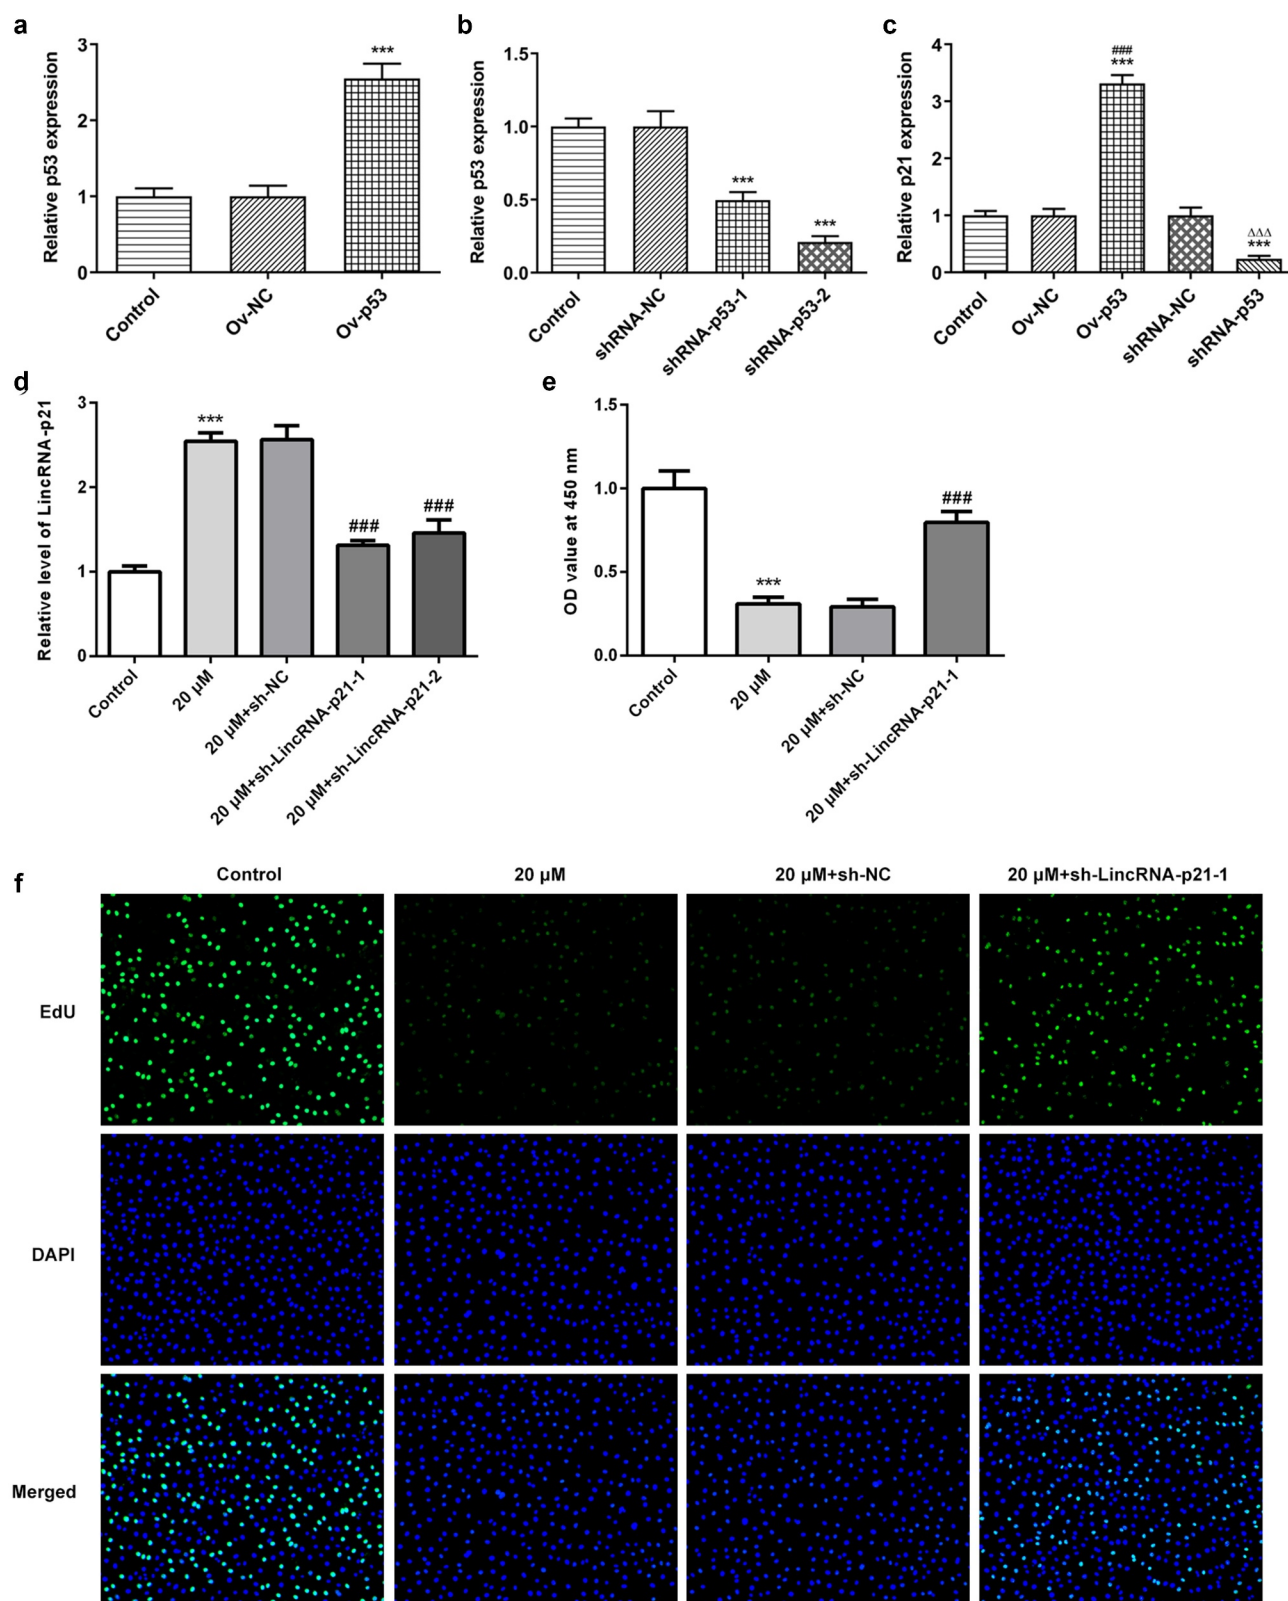 a
Relative p53 expression
3
2
1
0
***
Control
Ov-NC
Ov-p53
b
Relative p53 expression
1.5
1.0
0.5
0.0
***
***
Control
shRNA-NC
shRNA-p53-1
shRNA-p53-2
c
Relative p21 expression
4
3
2
1
0
###
***
ΔΔΔ
***
Control
Ov-NC
Ov-p53
shRNA-NC
shRNA-p53
d
Relative level of LincRNA-p21
3
2
1
0
***
###
###
Control
20 μM
20 μM+sh-NC
20 μM+sh-LincRNA-p21-1
20 μM+sh-LincRNA-p21-2
e
OD value at 450 nm
1.5
1.0
0.5
0.0
***
###
Control
20 μM
20 μM+sh-NC
20 μM+sh-LincRNA-p21-1
f
Control
20 μM
20 μM+sh-NC
20 μM+sh-LincRNA-p21-1
EdU
DAPI
Merged